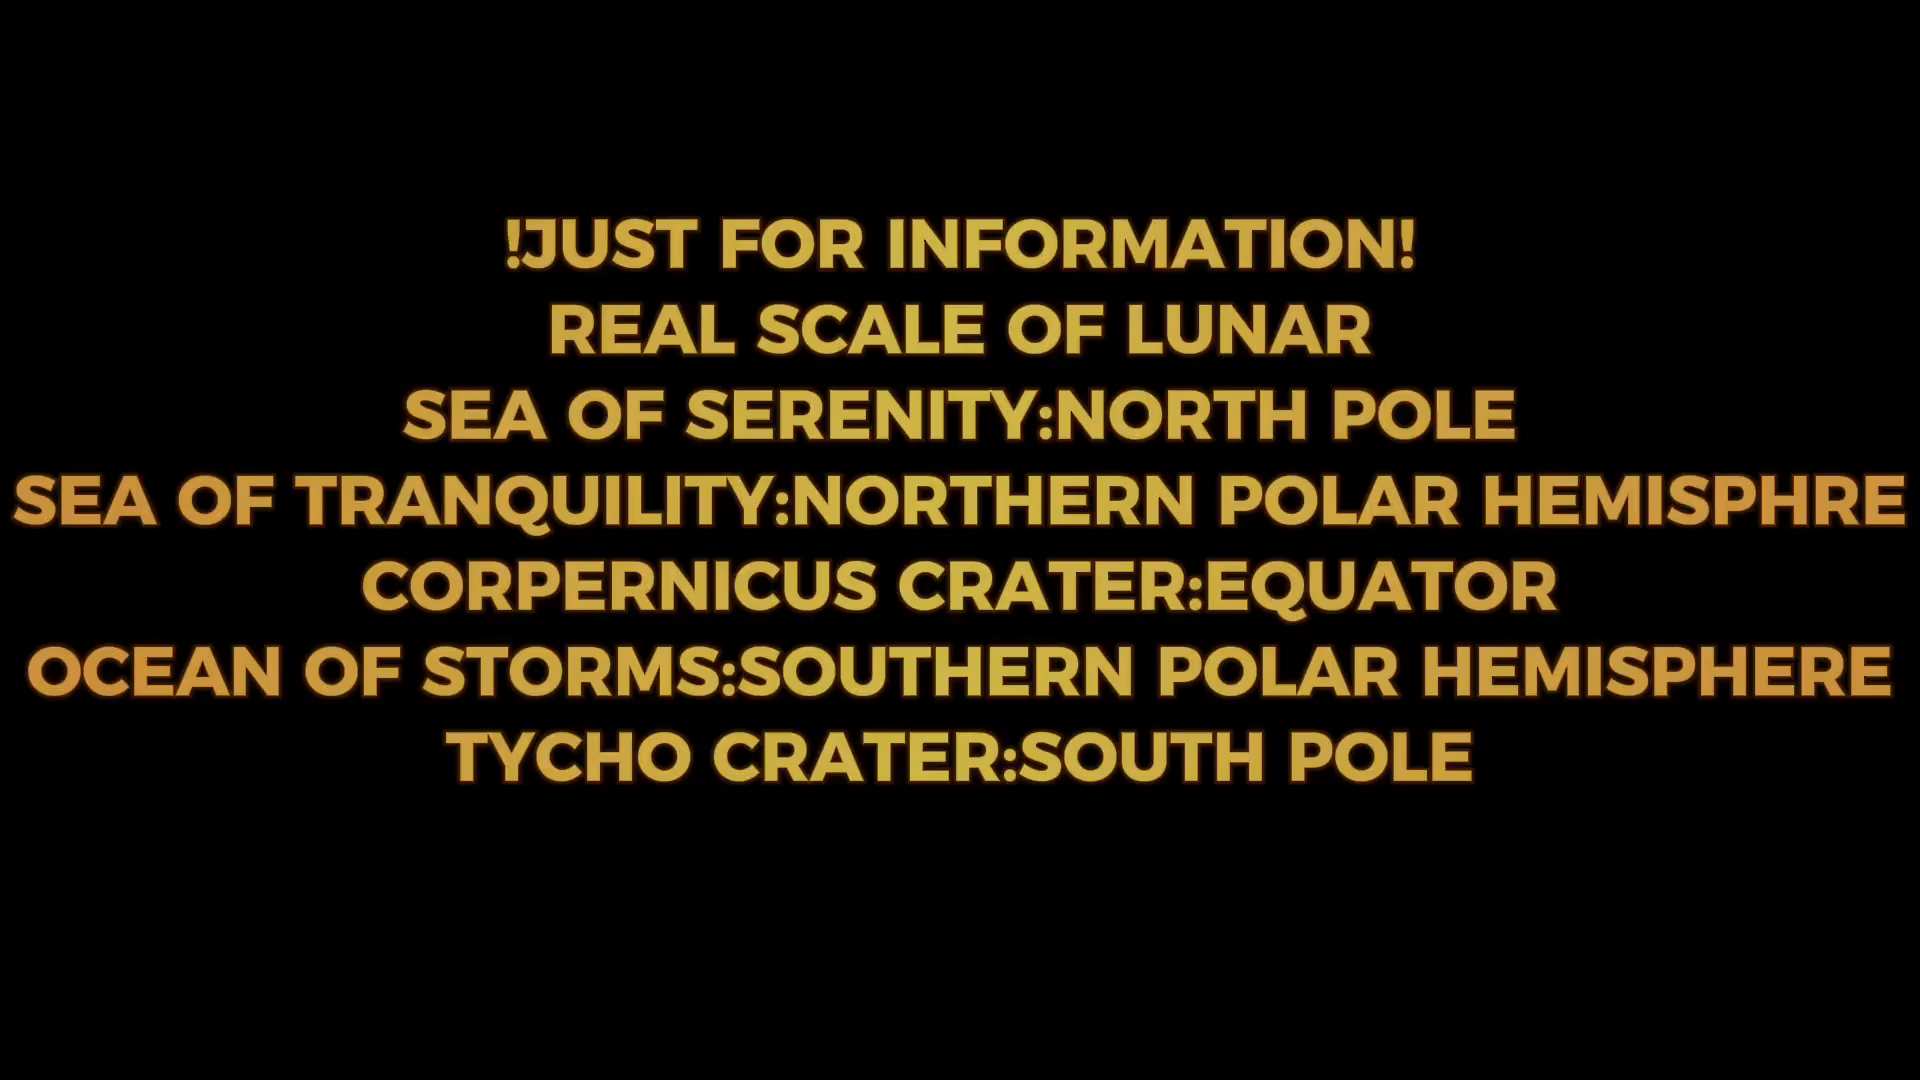 !JUST FOR INFORMATION!
REAL SCALE OF LUNAR
SEA OF SERENITY:NORTH POLE
SEA OF TRANQUILITY:NORTHERN POLAR HEMISPHRE
CORPERNICUS CRATER:EQUATOR
OCEAN OF STORMS:SOUTHERN POLAR HEMISPHERE
TYCHO CRATER:SOUTH POLE